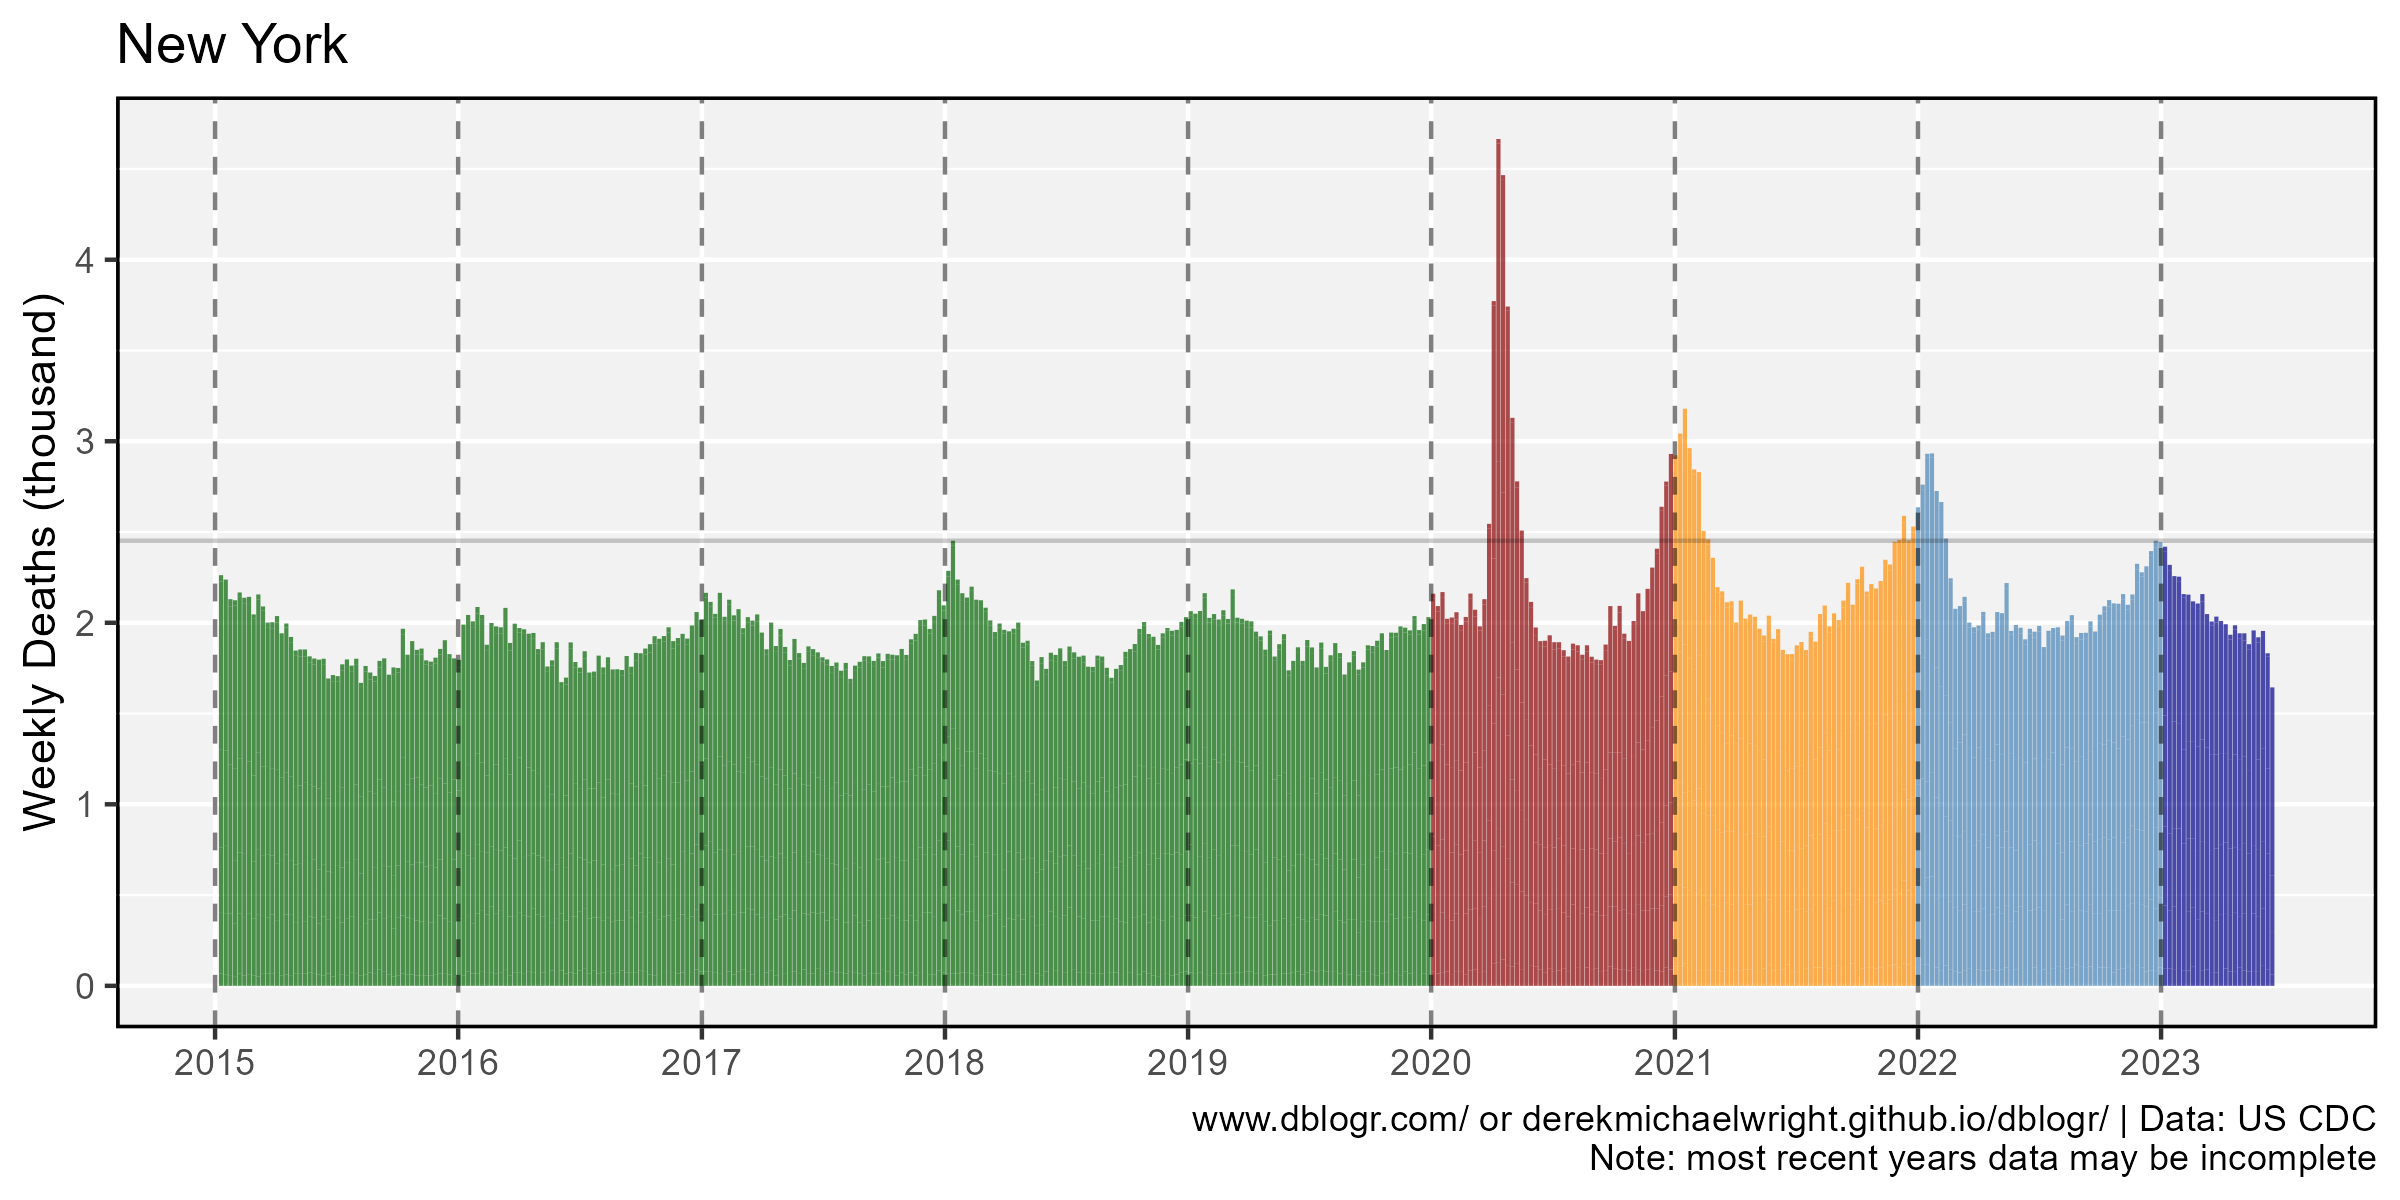 New York
Weekly Deaths (thousand)
4
3
2
1
0
2015 2016 2017 2018 2019 2020 2021 2022 2023
www.dblogr.com/ or derekmichaelwright.github.io/dblogr/ | Data: US CDC
Note: most recent years data may be incomplete